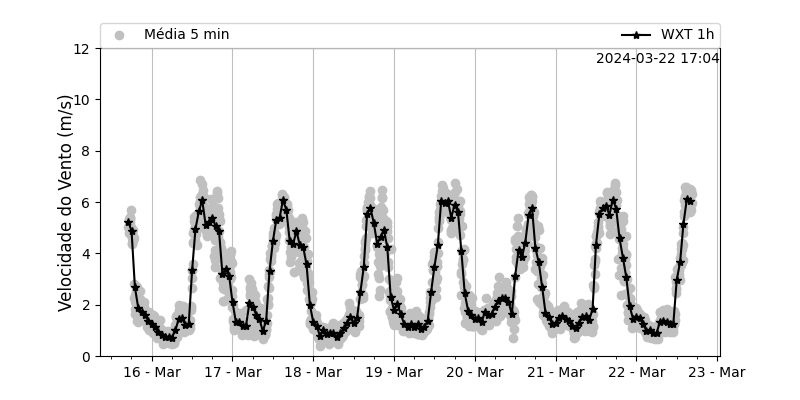 Média 5 min
WXT 1h
2024-03-22 17:04
Velocidade do Vento (m/s)
12
10
8
6
4
2
0
16 - Mar
17 - Mar
18 - Mar
19 - Mar
20 - Mar
21 - Mar
22 - Mar
23 - Mar